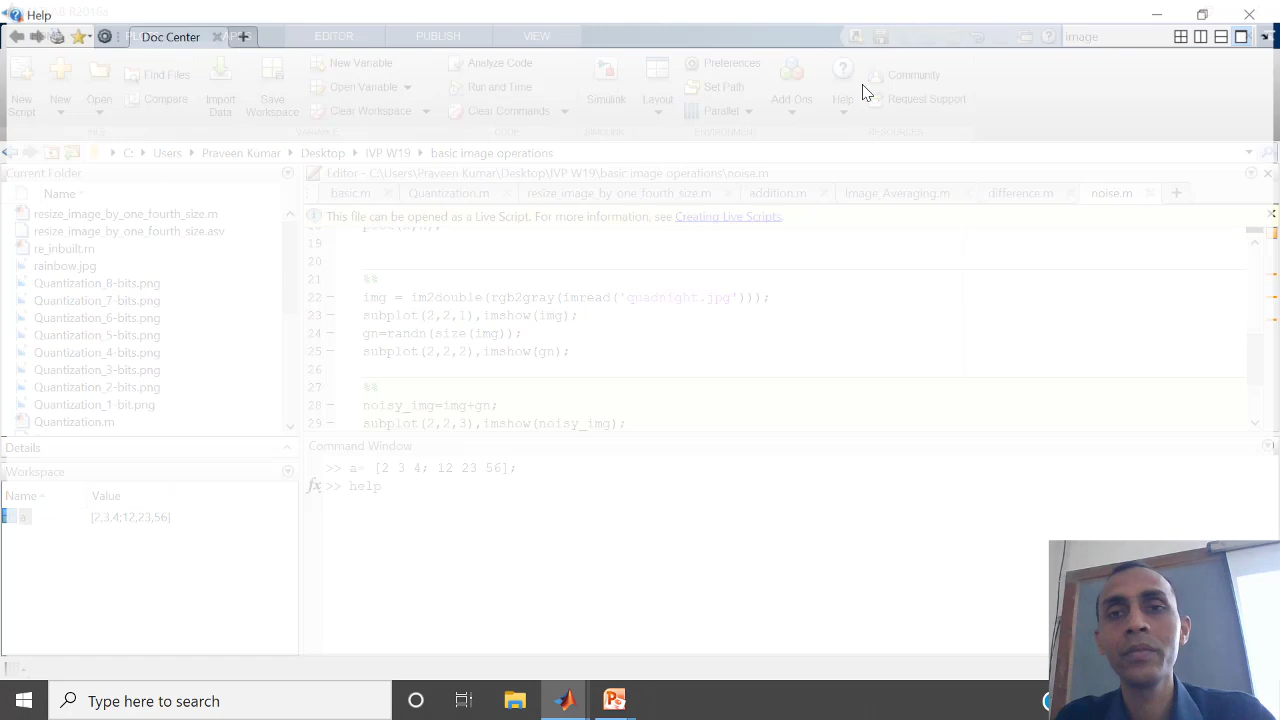 Help
R2016a
Doc Center
EDITOR
PUBLISH
VIEW
image
New Script
New
Open
Find Files
Compare
Import Data
Save Workspace
New Variable
Open Variable
Clear Workspace
Analyze Code
Run and Time
Clear Commands
Simulink
Layout
Preferences
Set Path
Parallel
Add Ons
Help
Community
Request Support
FILE
VARIABLE
CODE
SIMULINK
ENVIRONMENT
RESOURCES
C: Users Praveen Kumar Desktop IVP W19 basic image operations
Current Folder
Name
resize_image_by_one_fourth_size.m
resize_image_by_one_fourth_size.asv
re_inbuilt.m
rainbow.jpg
Quantization_8-bits.png
Quantization_7-bits.png
Quantization_6-bits.png
Quantization_5-bits.png
Quantization_4-bits.png
Quantization_3-bits.png
Quantization_2-bits.png
Quantization_1-bit.png
Quantization.m
Details
Workspace
Name Value
a [2,3,4;12,23,56]
Editor - C:\Users\Praveen Kumar\Desktop\IVP W19\basic image operations\noise.m
basic.m Quantization.m resize_image_by_one_fourth_size.m addition.m Image_Averaging.m difference.m noise.m
This file can be opened as a Live Script. For more information, see Creating Live Scripts.
19
20
21 %%
22 img = im2double(rgb2gray(imread('quadnight.jpg')));
23 subplot(2,2,1),imshow(img);
24 gn=randn(size(img));
25 subplot(2,2,2),imshow(gn);
26
27 %%
28 noisy_img=img+gn;
29 subplot(2,2,3),imshow(noisy_img);
Command Window
>> a= [2 3 4; 12 23 56];
fx >> help
Type here to search